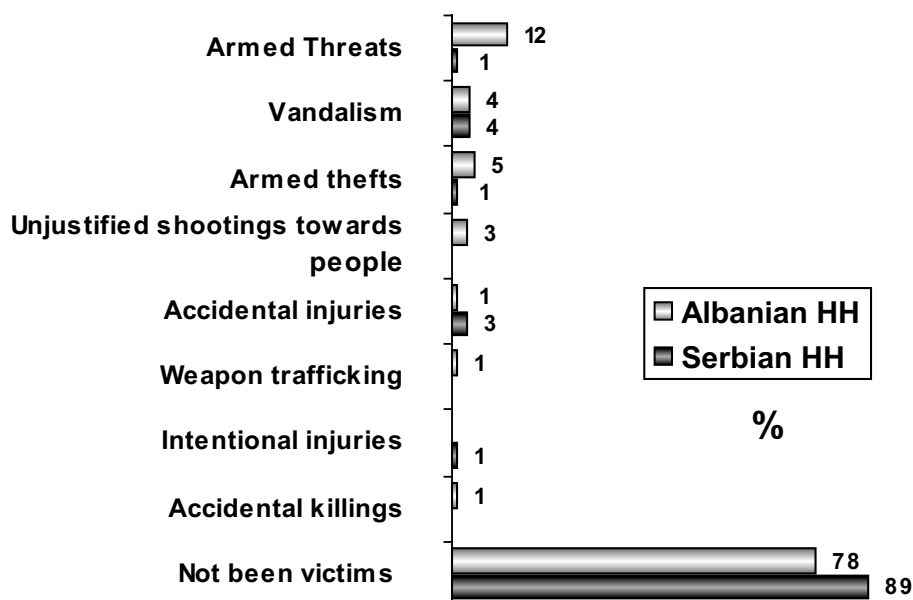 Armed Threats
12
1
Vandalism
4
4
Armed thefts
5
1
Unjustified shootings towards
people
3
Accidental injuries
1
3
Weapon trafficking
1
Intentional injuries
1
Accidental killings
1
Not been victims
78
89
Albanian HH
Serbian HH
%